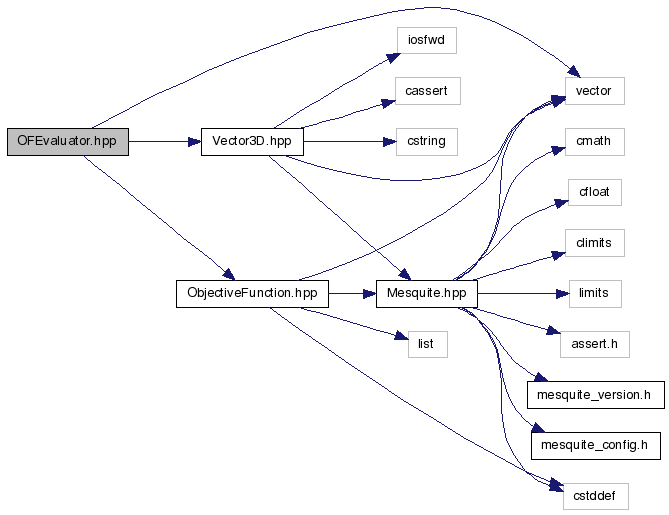 iosfwd
cassert
vector
OFEvaluator.hpp
Vector3D.hpp
cstring
cmath
cfloat
climits
ObjectiveFunction.hpp
Mesquite.hpp
limits
list
assert.h
mesquite_version.h
mesquite_config.h
cstddef